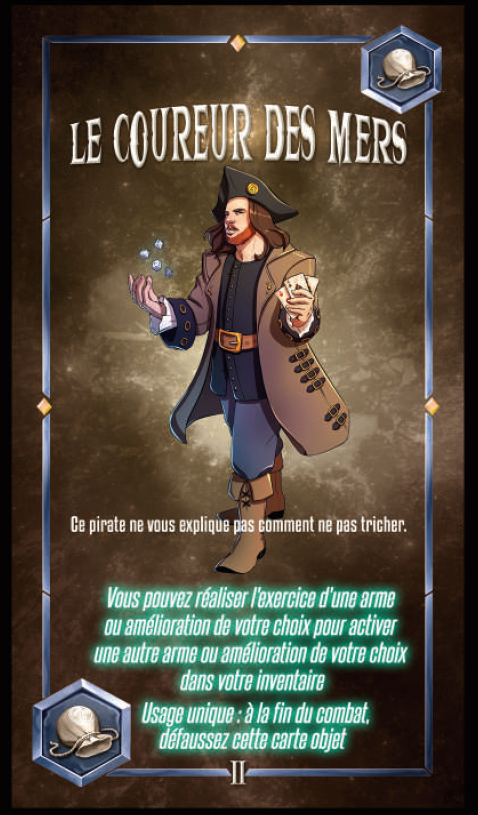 LE COUREUR DES MERS
Ce pirate ne vous explique pas comment ne pas tricher.
Vous pouvez réaliser l'exercice d'une arme
ou amélioration de votre choix pour activer
une autre arme ou amélioration de votre choix
dans votre inventaire
Usage unique : à la fin du combat,
défaussez cette carte objet
II